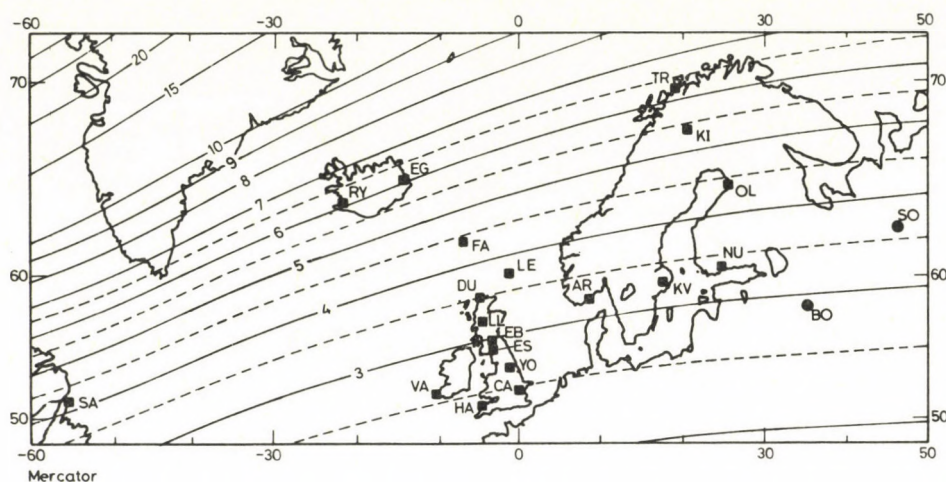 -60 -30 0 30 50
70 70
60 60
50 50
20
15
10
9
8
7
6
5
4
3
TR
KI
EG
RY
OL
SO
FA
LE
NU
DU
AR
KV
BO
LL
EB
ES
YO
VA
CA
HA
SA
-60 -30 0 30 50
Mercator